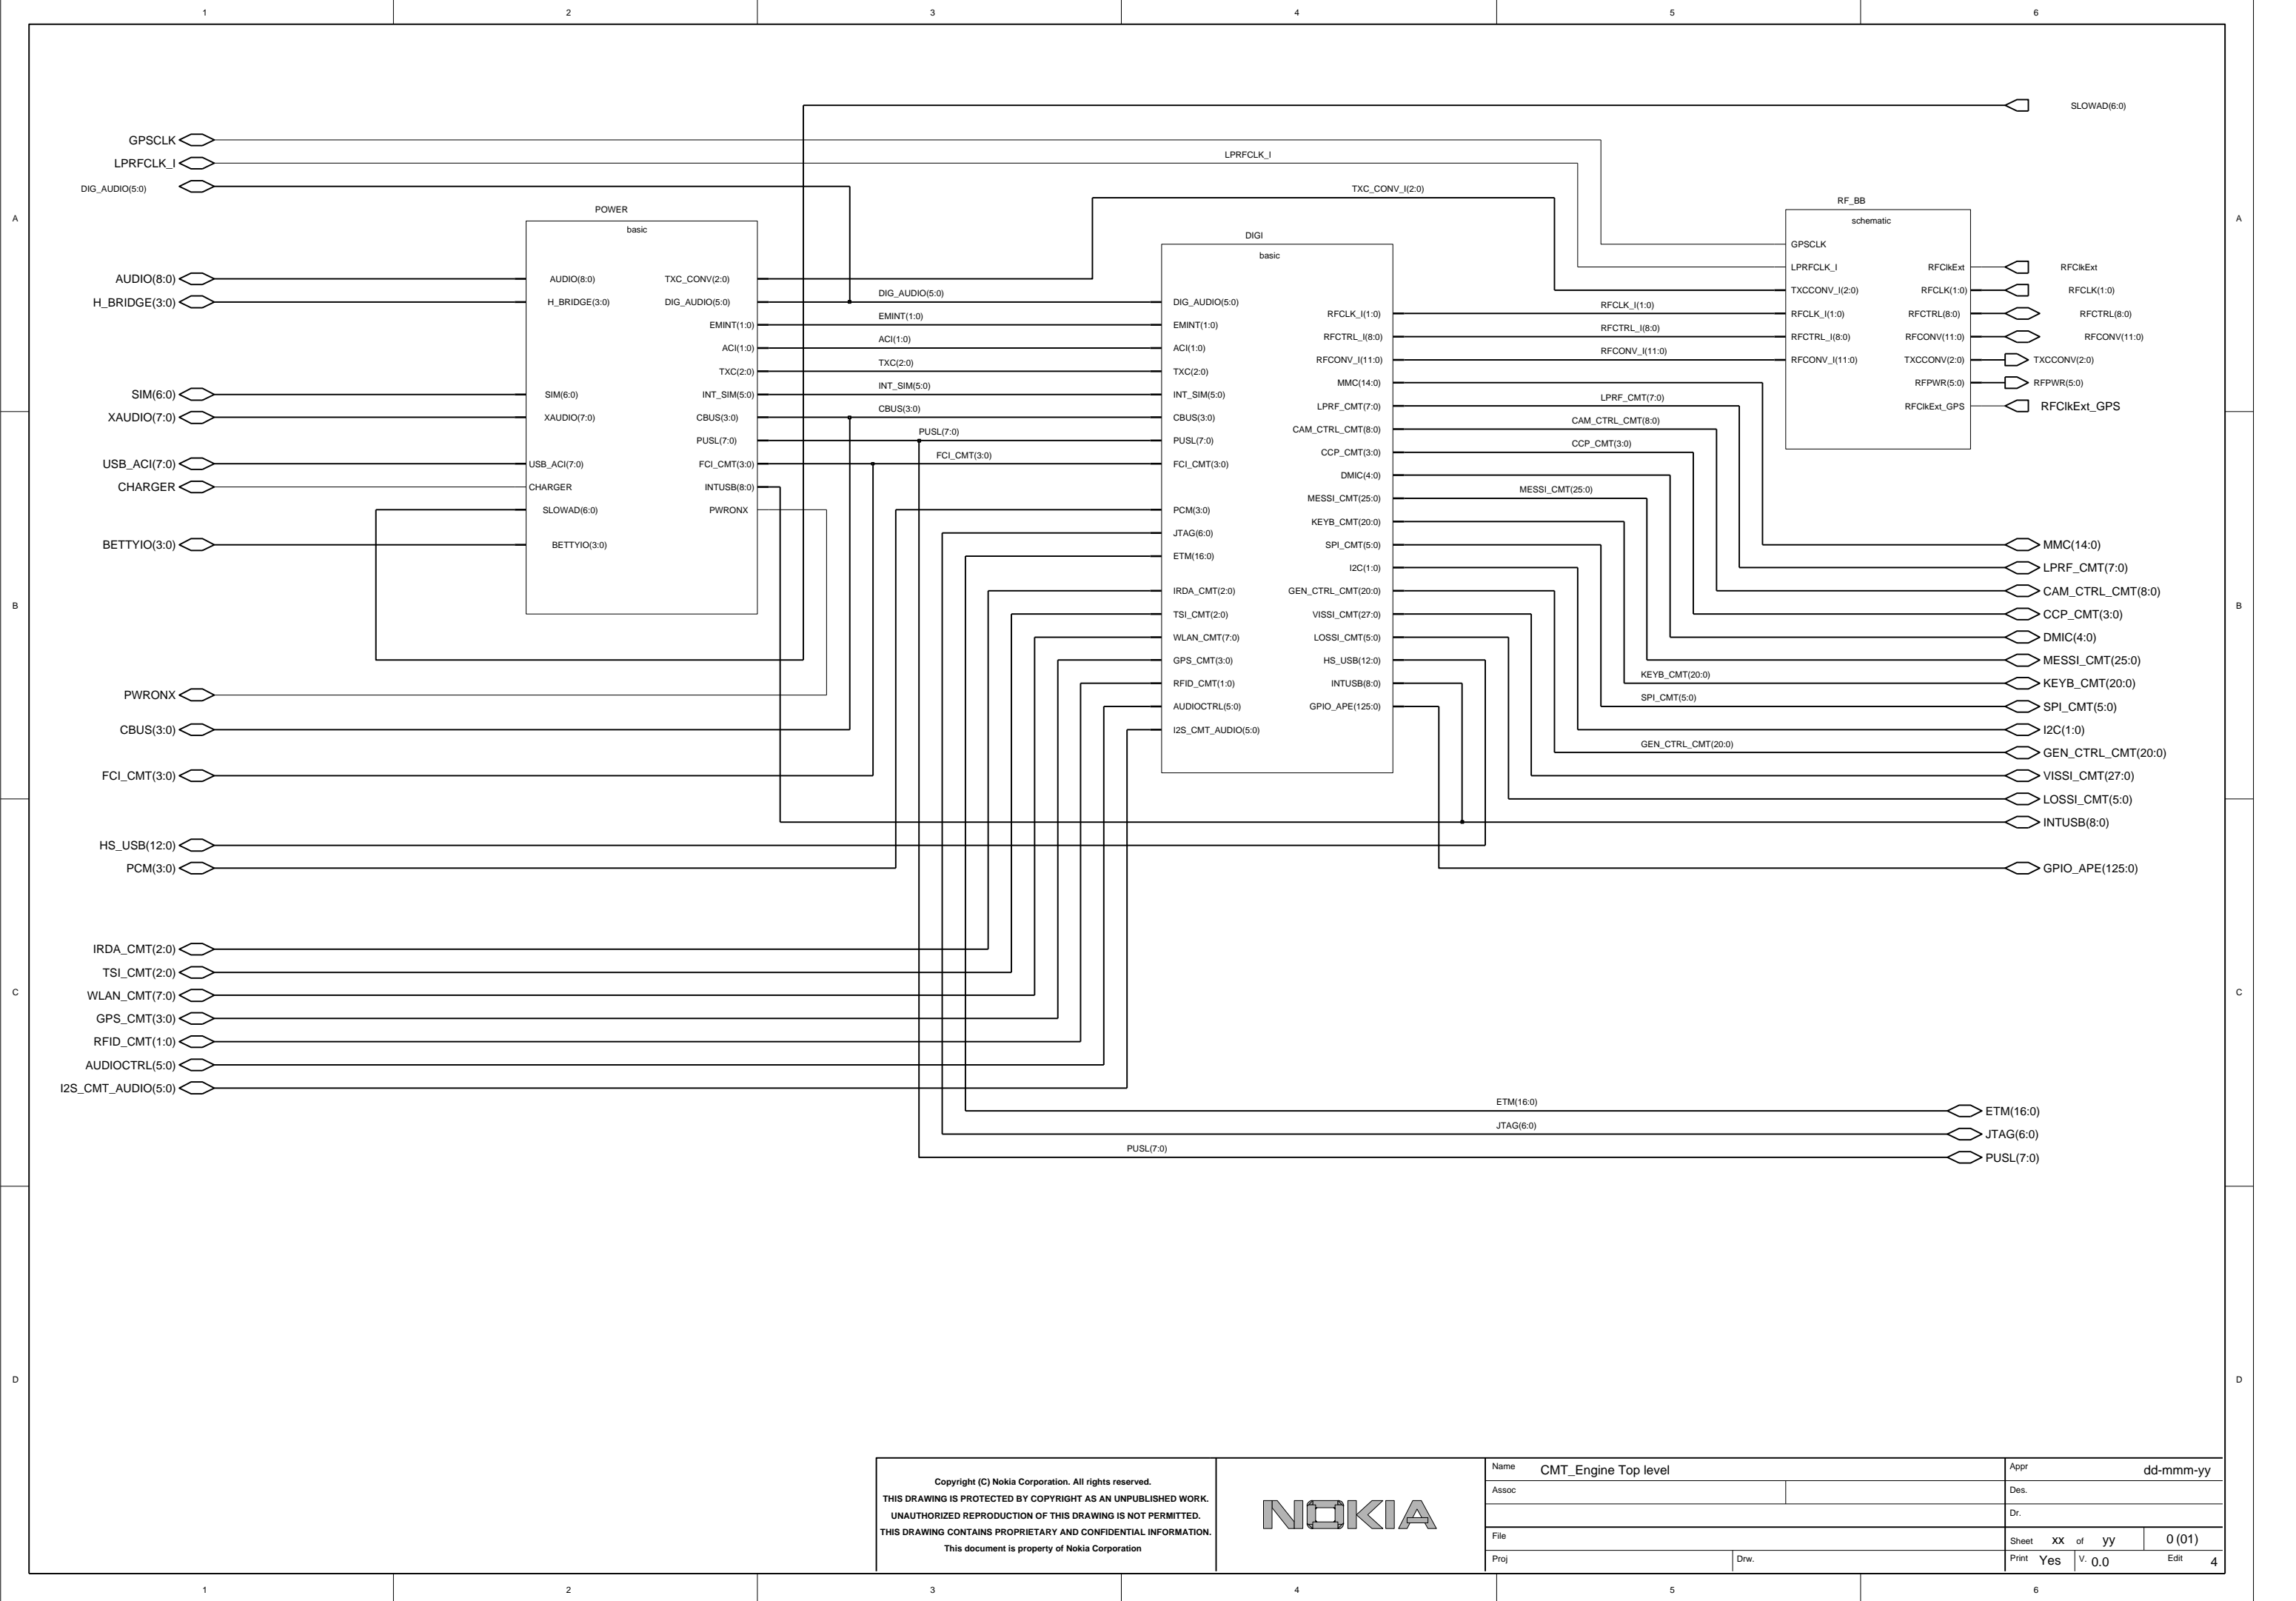 1 2 3 4 5 6
SLOWAD(6:0)
GPSCLK
LPRFCLK_I
LPRFCLK_I
DIG_AUDIO(5:0)
TXC_CONV_I(2:0)
A
A
POWER
basic
AUDIO(8:0)
H_BRIDGE(3:0)
SIM(6:0)
XAUDIO(7:0)
USB_ACI(7:0)
CHARGER
BETTYIO(3:0)
PWRONX
CBUS(3:0)
FCI_CMT(3:0)
HS_USB(12:0)
PCM(3:0)
IRDA_CMT(2:0)
TSI_CMT(2:0)
WLAN_CMT(7:0)
GPS_CMT(3:0)
RFID_CMT(1:0)
AUDIOCTRL(5:0)
I2S_CMT_AUDIO(5:0)
AUDIO(8:0)
H_BRIDGE(3:0)
SIM(6:0)
XAUDIO(7:0)
USB_ACI(7:0)
CHARGER
SLOWAD(6:0)
BETTYIO(3:0)
TXC_CONV(2:0)
DIG_AUDIO(5:0)
EMINT(1:0)
ACI(1:0)
TXC(2:0)
INT_SIM(5:0)
CBUS(3:0)
PUSL(7:0)
FCI_CMT(3:0)
INTUSB(8:0)
PWRONX
DIG_AUDIO(5:0)
EMINT(1:0)
ACI(1:0)
TXC(2:0)
INT_SIM(5:0)
CBUS(3:0)
PUSL(7:0)
FCI_CMT(3:0)
DIGI
basic
DIG_AUDIO(5:0)
EMINT(1:0)
ACI(1:0)
TXC(2:0)
INT_SIM(5:0)
CBUS(3:0)
PUSL(7:0)
FCI_CMT(3:0)
PCM(3:0)
JTAG(6:0)
ETM(16:0)
IRDA_CMT(2:0)
TSI_CMT(2:0)
WLAN_CMT(7:0)
GPS_CMT(3:0)
RFID_CMT(1:0)
AUDIOCTRL(5:0)
I2S_CMT_AUDIO(5:0)
RFCLK_I(1:0)
RFCTRL_I(8:0)
RFCONV_I(11:0)
MMC(14:0)
LPRF_CMT(7:0)
CAM_CTRL_CMT(8:0)
CCP_CMT(3:0)
DMIC(4:0)
MESSI_CMT(25:0)
KEYB_CMT(20:0)
SPI_CMT(5:0)
I2C(1:0)
GEN_CTRL_CMT(20:0)
VISSI_CMT(27:0)
LOSSI_CMT(5:0)
HS_USB(12:0)
INTUSB(8:0)
GPIO_APE(125:0)
RFCLK_I(1:0)
RFCTRL_I(8:0)
RFCONV_I(11:0)
LPRF_CMT(7:0)
CAM_CTRL_CMT(8:0)
CCP_CMT(3:0)
MESSI_CMT(25:0)
KEYB_CMT(20:0)
SPI_CMT(5:0)
GEN_CTRL_CMT(20:0)
RF_BB
schematic
GPSCLK
LPRFCLK_I
TXCCONV_I(2:0)
RFCLK_I(1:0)
RFCTRL_I(8:0)
RFCONV_I(11:0)
RFClkExt
RFCLK(1:0)
RFCTRL(8:0)
RFCONV(11:0)
TXCCONV(2:0)
RFPWR(5:0)
RFClkExt_GPS
RFClkExt
RFCLK(1:0)
RFCTRL(8:0)
RFCONV(11:0)
TXCCONV(2:0)
RFPWR(5:0)
RFClkExt_GPS
MMC(14:0)
LPRF_CMT(7:0)
CAM_CTRL_CMT(8:0)
CCP_CMT(3:0)
DMIC(4:0)
MESSI_CMT(25:0)
KEYB_CMT(20:0)
SPI_CMT(5:0)
I2C(1:0)
GEN_CTRL_CMT(20:0)
VISSI_CMT(27:0)
LOSSI_CMT(5:0)
INTUSB(8:0)
GPIO_APE(125:0)
B
B
C
C
ETM(16:0)
ETM(16:0)
JTAG(6:0)
JTAG(6:0)
PUSL(7:0)
PUSL(7:0)
D
D
Copyright (C) Nokia Corporation. All rights reserved.
THIS DRAWING IS PROTECTED BY COPYRIGHT AS AN UNPUBLISHED WORK.
UNAUTHORIZED REPRODUCTION OF THIS DRAWING IS NOT PERMITTED.
THIS DRAWING CONTAINS PROPRIETARY AND CONFIDENTIAL INFORMATION.
This document is property of Nokia Corporation
NOKIA
Name CMT_Engine Top level
Assoc
File
Proj Drw.
Appr dd-mmm-yy
Des.
Dr.
Sheet xx of yy 0 (01)
Print Yes V. 0.0 Edit 4
1 2 3 4 5 6